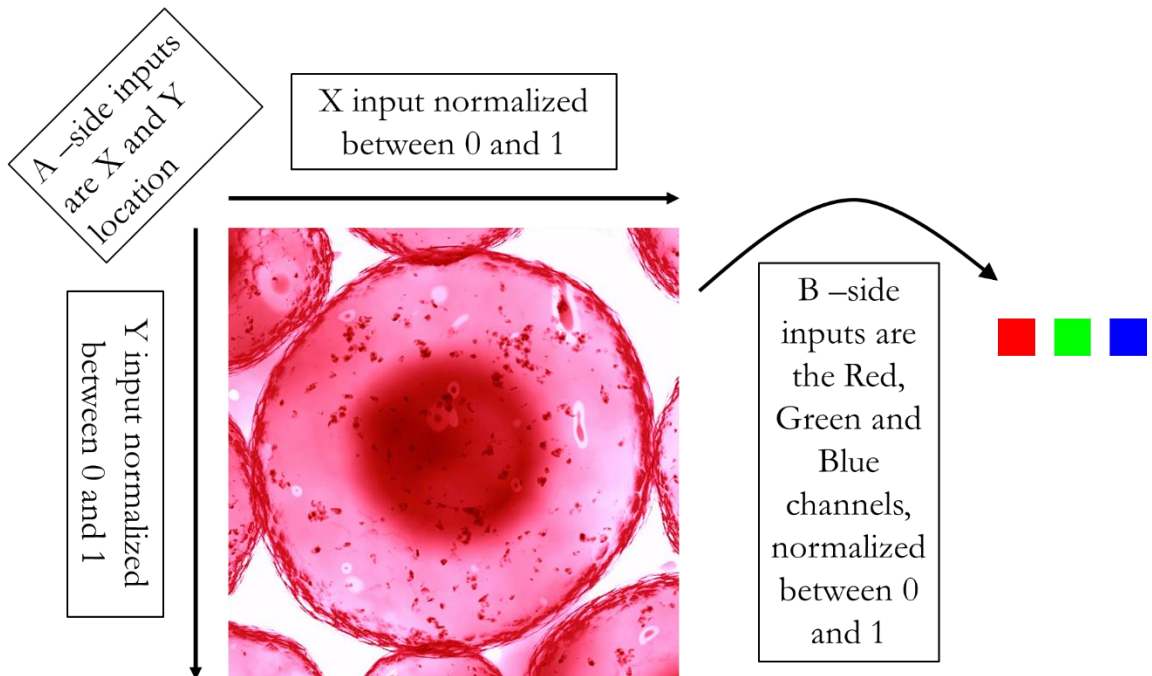 A –side inputs
are X and Y
location
X input normalized
between 0 and 1
Y input normalized
between 0 and 1
B –side
inputs are
the Red,
Green and
Blue
channels,
normalized
between 0
and 1